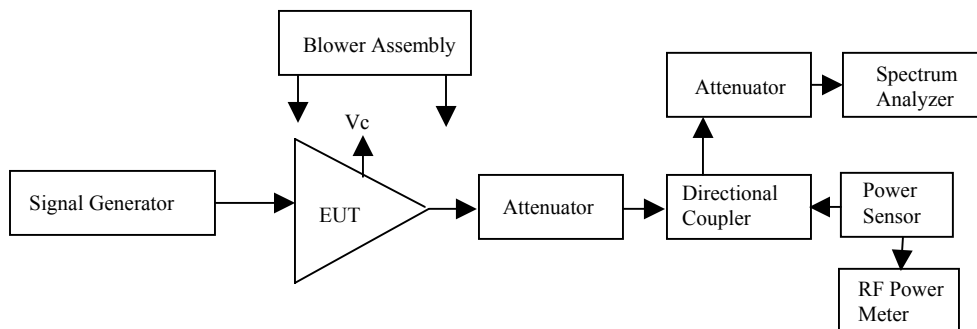 Blower Assembly
Attenuator
Spectrum
Analyzer
Vc
Signal Generator
EUT
Attenuator
Directional
Coupler
Power
Sensor
RF Power
Meter